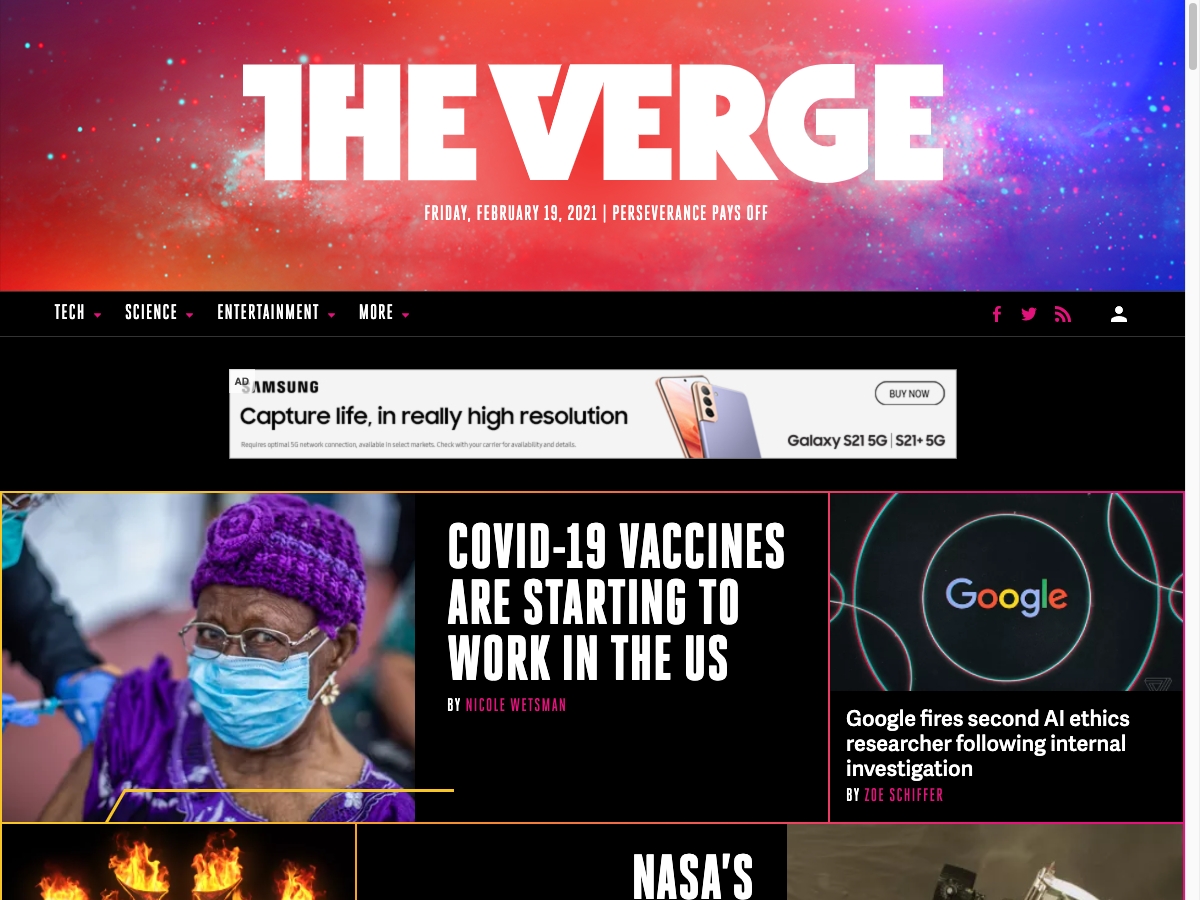 THE VERGE
FRIDAY, FEBRUARY 19, 2021 | PERSEVERANCE PAYS OFF
TECH SCIENCE ENTERTAINMENT MORE
AD
SAMSUNG
BUY NOW
Capture life, in really high resolution
Requires optimal 5G network connection, available in select markets. Check with your carrier for availability and details.
Galaxy S21 5G | S21+ 5G
COVID-19 VACCINES
ARE STARTING TO
WORK IN THE US
BY NICOLE WETSMAN
Google
Google fires second AI ethics
researcher following internal
investigation
BY ZOE SCHIFFER
NASA'S